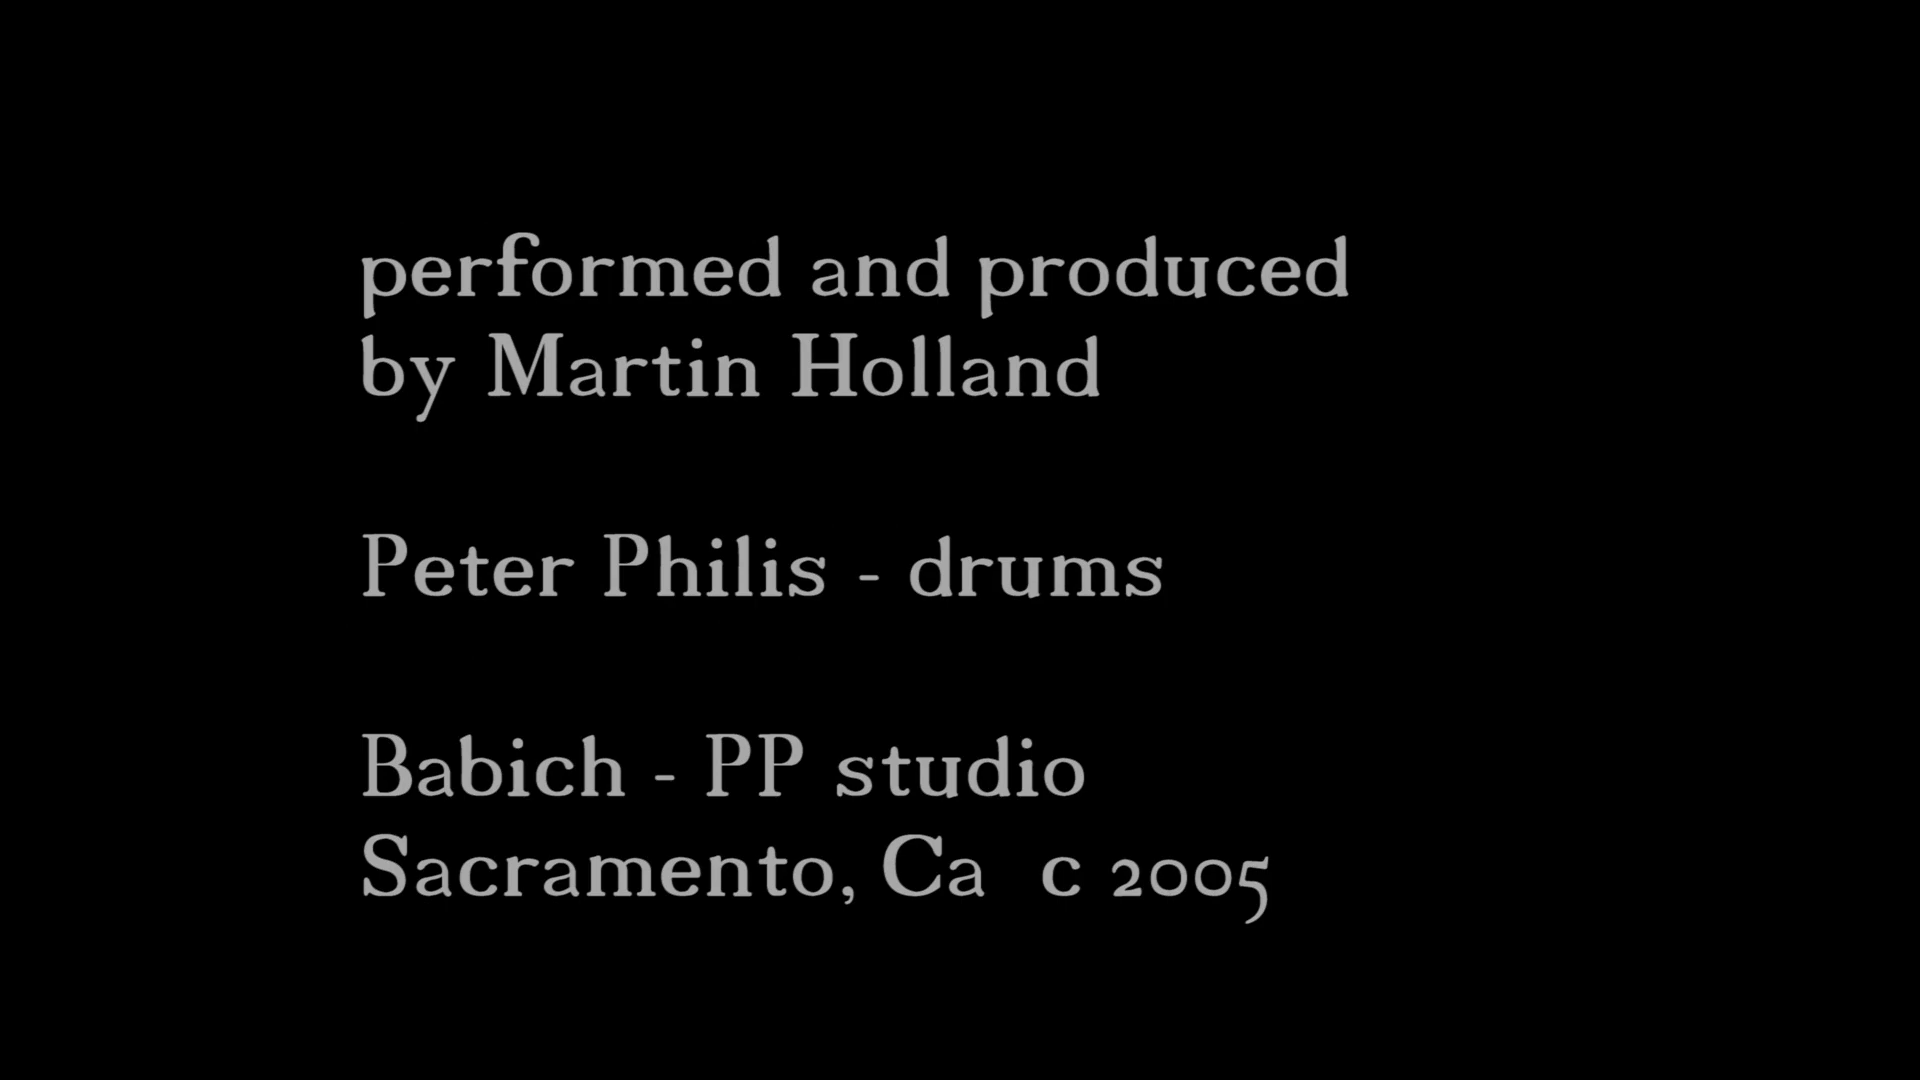 performed and produced
by Martin Holland
Peter Philis - drums
Babich - PP studio
Sacramento, Ca  c 2005